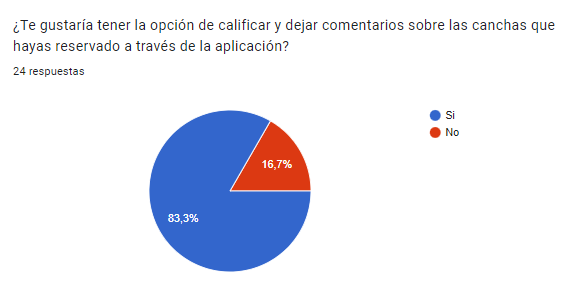 ¿Te gustaría tener la opción de calificar y dejar comentarios sobre las canchas que
hayas reservado a través de la aplicación?
24 respuestas
Si
No
16,7%
83,3%